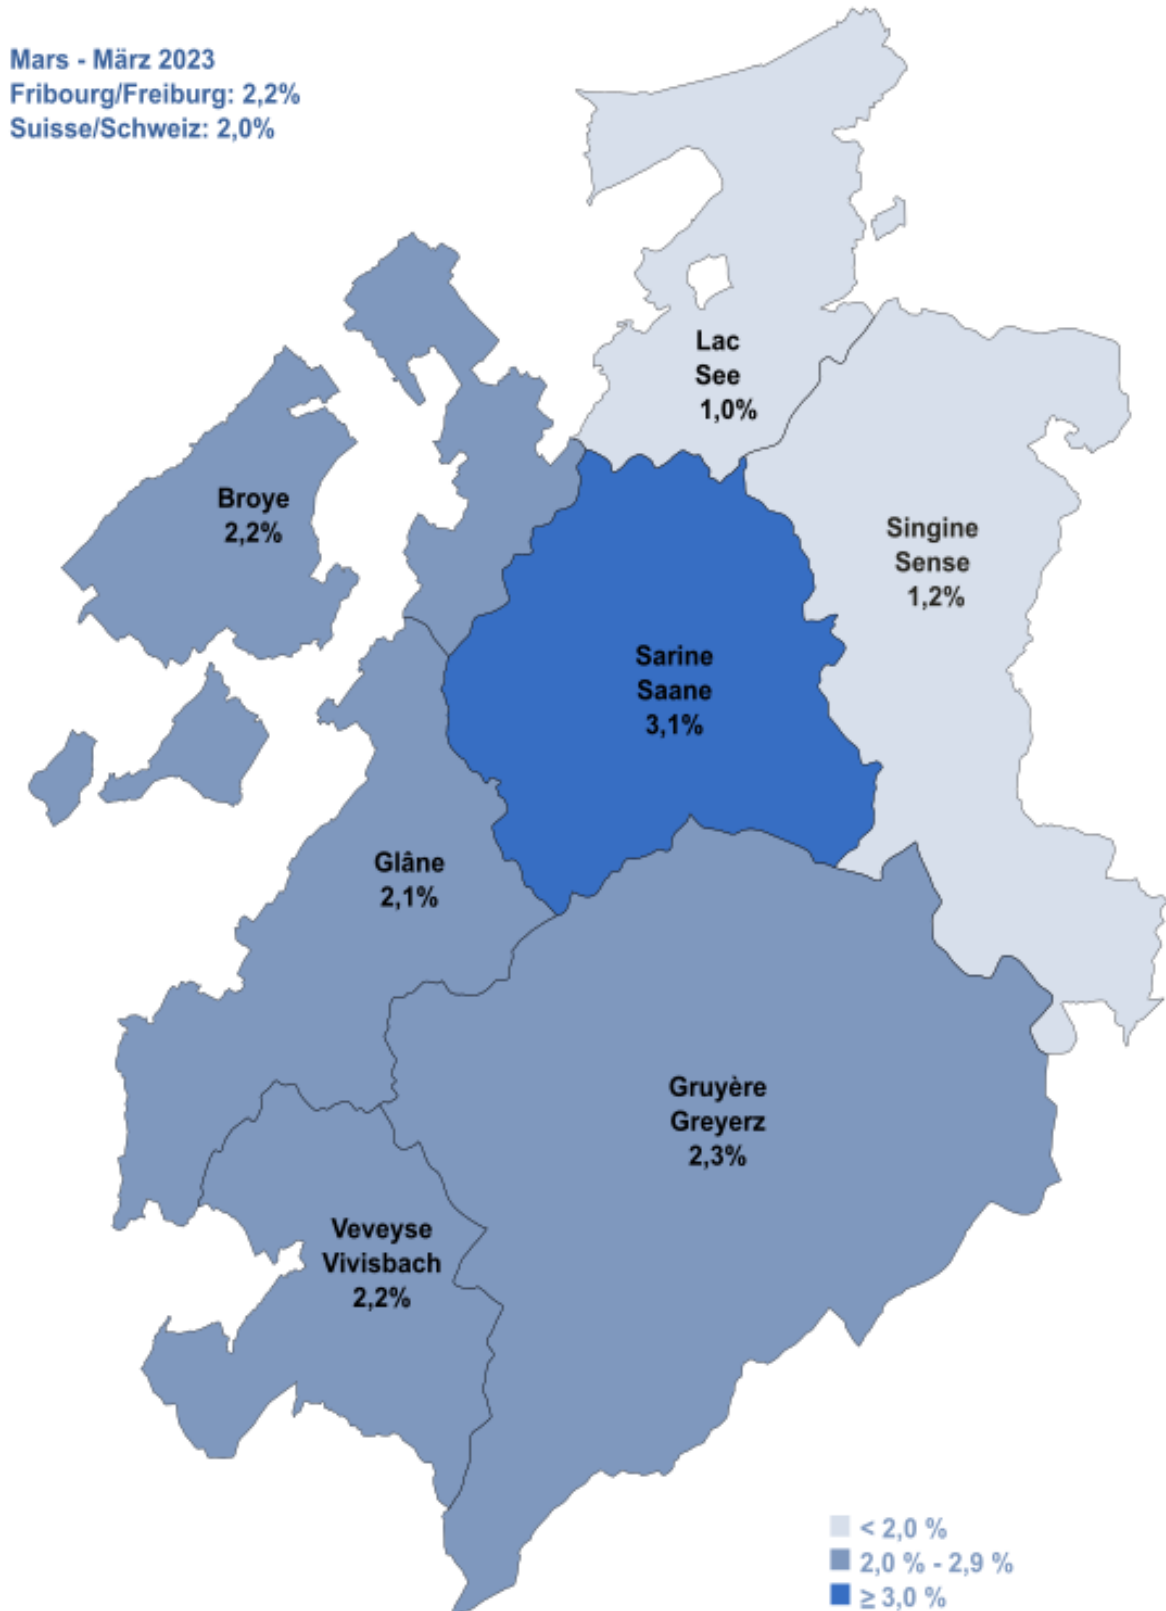 Mars - März 2023
Fribourg/Freiburg: 2,2%
Suisse/Schweiz: 2,0%
Lac
See
1,0%
Broye
2,2%
Singine
Sense
1,2%
Sarine
Saane
3,1%
Glâne
2,1%
Gruyère
Greyerz
2,3%
Veveyse
Vivisbach
2,2%
< 2,0 %
2,0 % - 2,9 %
≥ 3,0 %